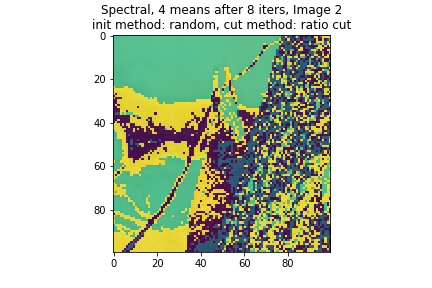 Spectral, 4 means after 8 iters, Image 2
init method: random, cut method: ratio cut
0
20
40
60
80
0 20 40 60 80